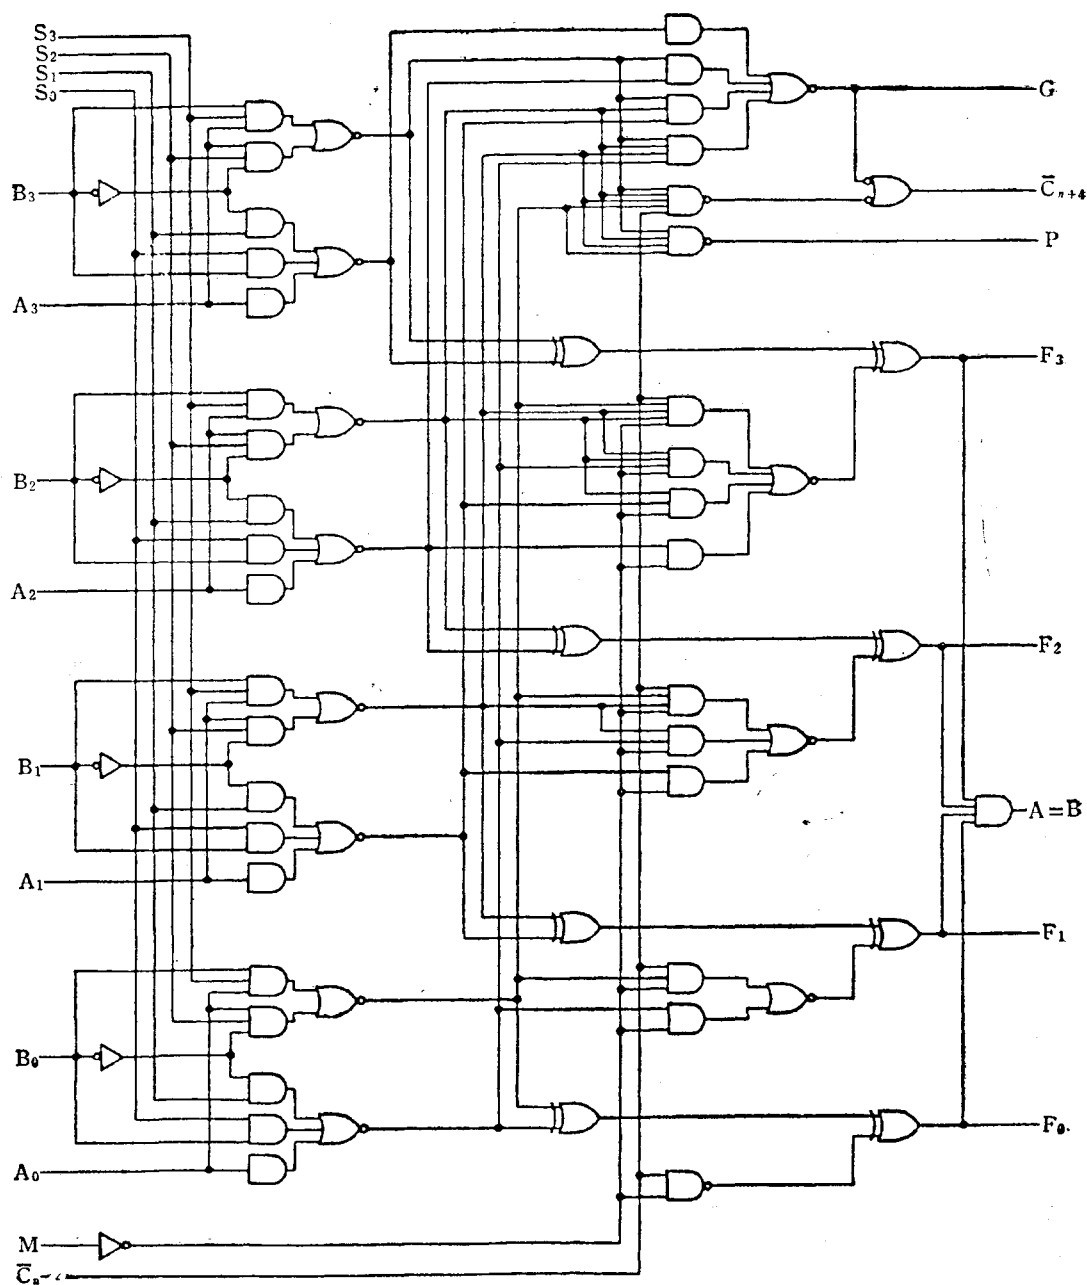 S₃
S₂
S₁
S₀
G
B₃
C̅ₙ₊₄
P
A₃
F₃
B₂
A₂
F₂
B₁
A=B
A₁
F₁
B₀
F₀.
A₀
M
C̅ₙ